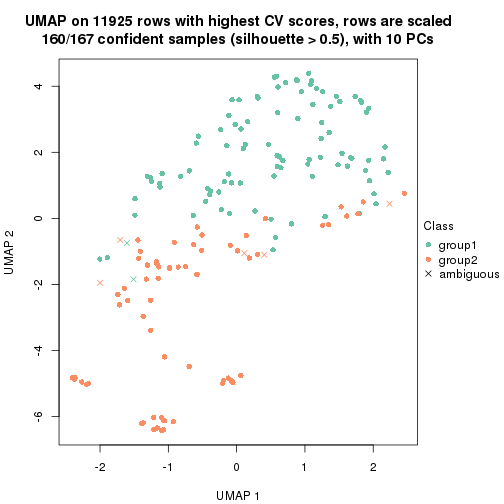 UMAP on 11925 rows with highest CV scores, rows are scaled
160/167 confident samples (silhouette > 0.5), with 10 PCs
4
2
0
-2
-4
-6
UMAP 2
-2
-1
0
1
2
UMAP 1
Class
group1
group2
ambiguous